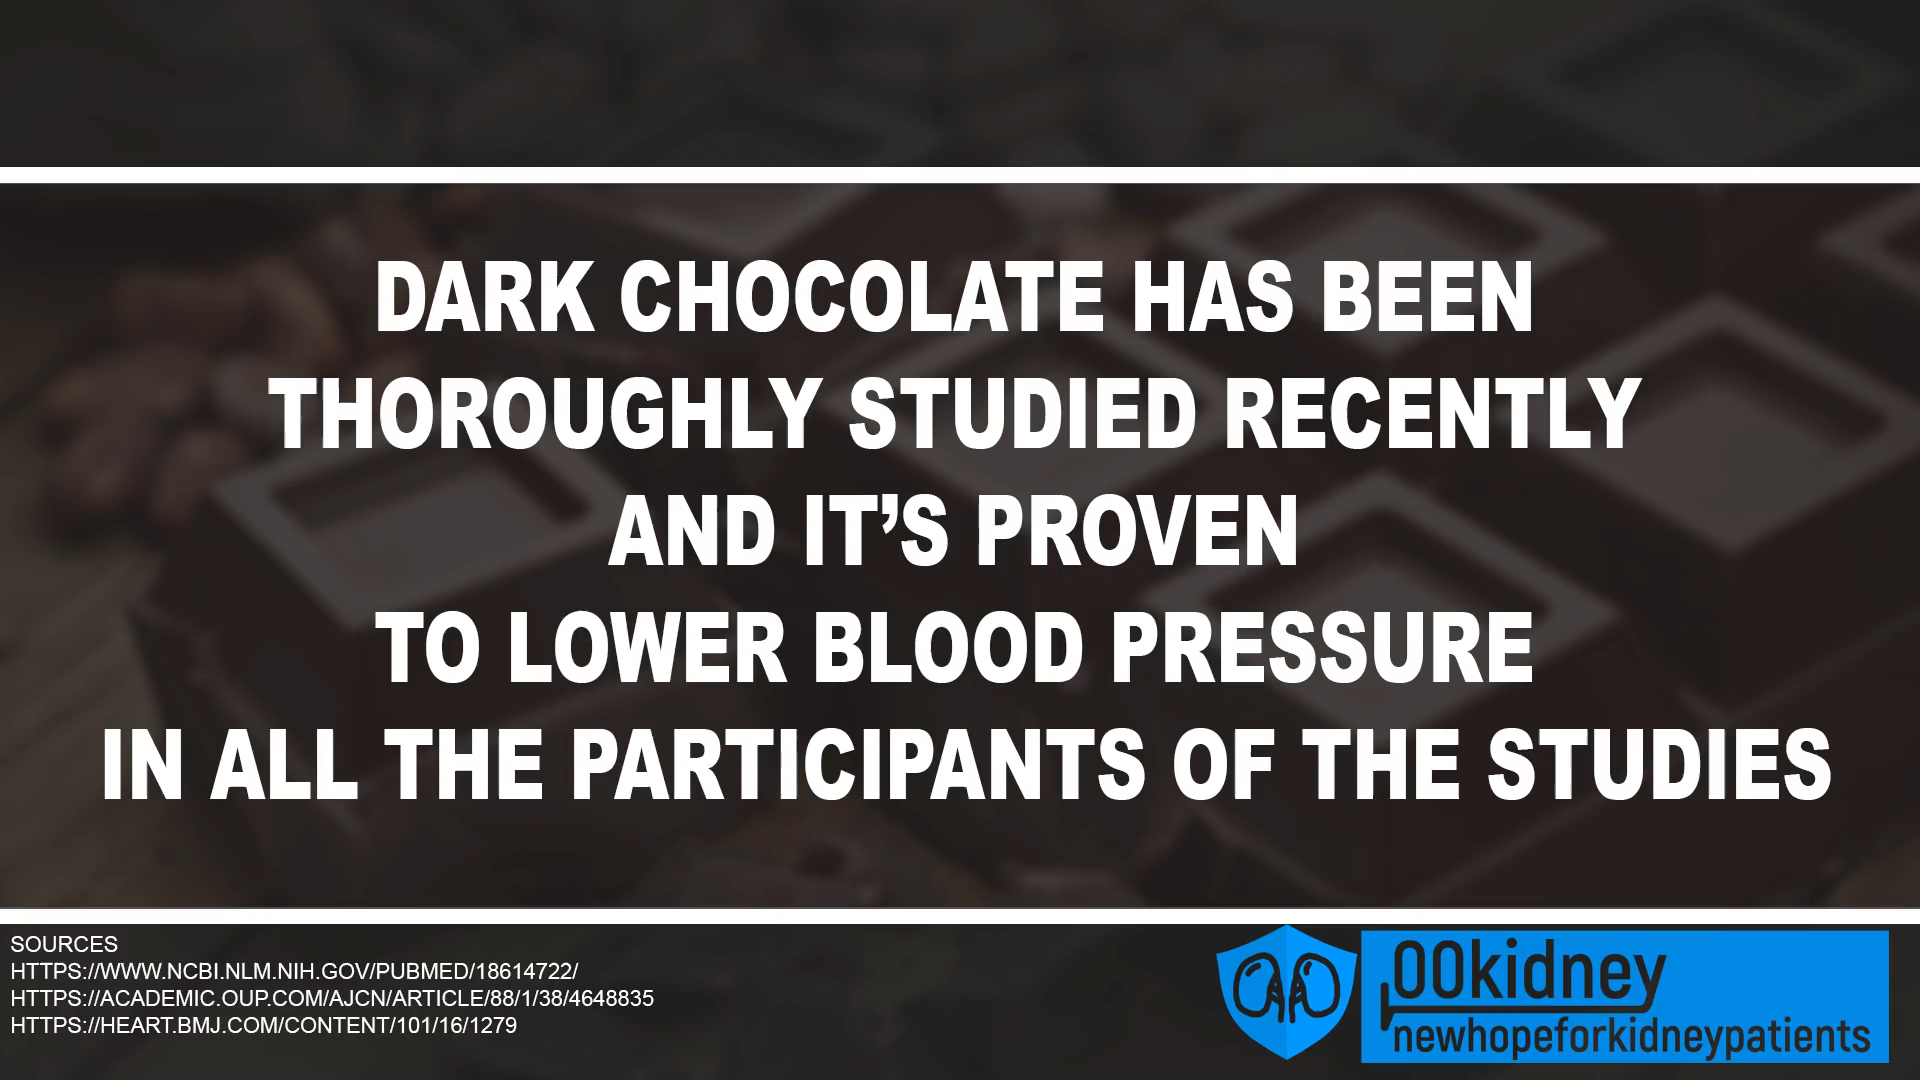 DARK CHOCOLATE HAS BEEN
THOROUGHLY STUDIED RECENTLY
AND IT'S PROVEN
TO LOWER BLOOD PRESSURE
IN ALL THE PARTICIPANTS OF THE STUDIES
SOURCES
HTTPS://WWW.NCBI.NLM.NIH.GOV/PUBMED/18614722/
HTTPS://ACADEMIC.OUP.COM/AJCN/ARTICLE/88/1/38/4648835
HTTPS://HEART.BMJ.COM/CONTENT/101/16/1279
00kidney
newhopeforkidneypatients